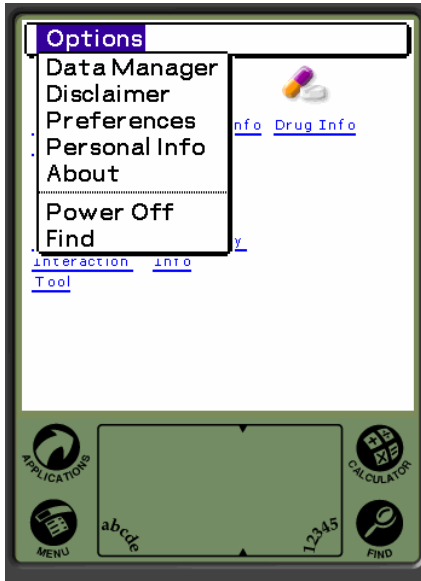 Options
Data Manager
Disclaimer
Preferences
Personal Info
About
Power Off
Find
nfo Drug Info
y
Interaction Info
Tool
APPLICATIONS
MENU
abcde
12345
CALCULATOR
FIND